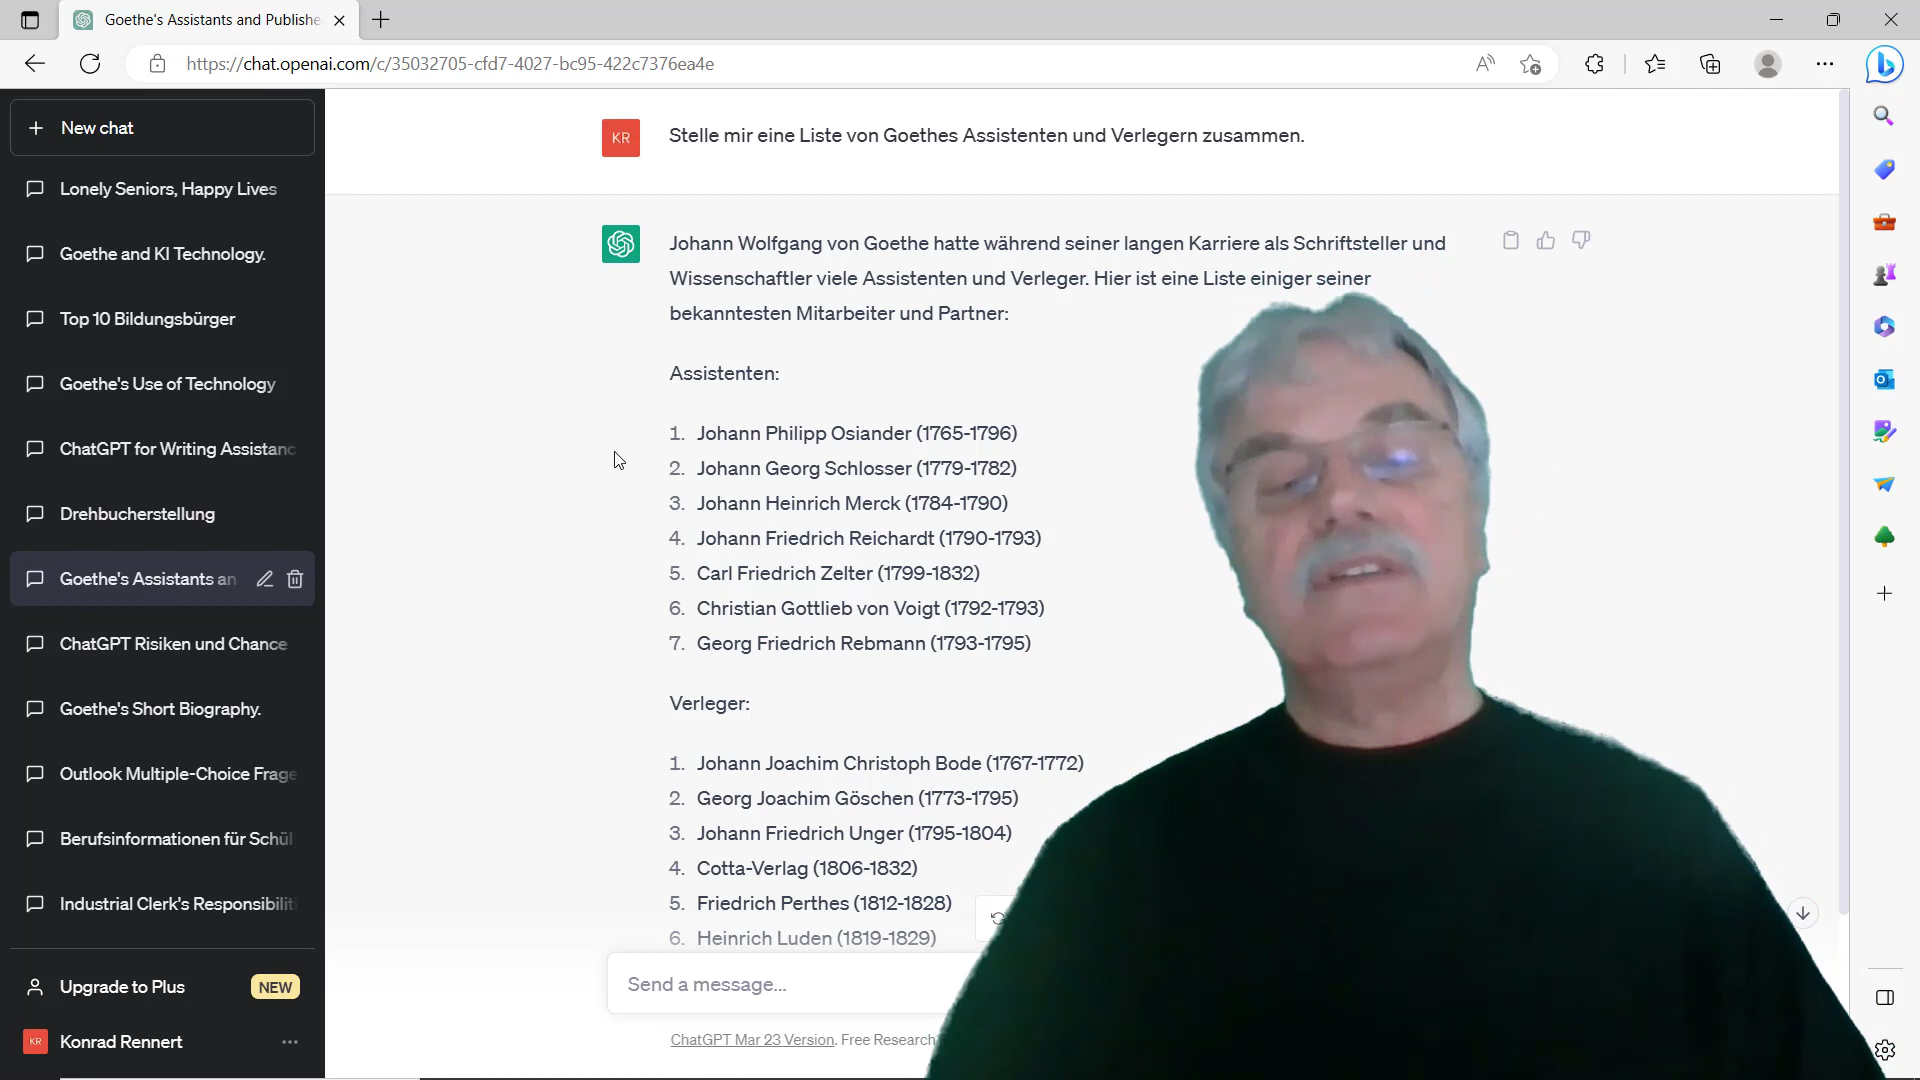 Goethe's Assistants and Publishe
https://chat.openai.com/c/35032705-cfd7-4027-bc95-422c7376ea4e
New chat
Lonely Seniors, Happy Lives
Goethe and KI Technology.
Top 10 Bildungsbürger
Goethe's Use of Technology
ChatGPT for Writing Assistanc
Drehbucherstellung
Goethe's Assistants an
ChatGPT Risiken und Chance
Goethe's Short Biography.
Outlook Multiple-Choice Frage
Berufsinformationen für Schül
Industrial Clerk's Responsibiliti
Upgrade to Plus NEW
KR Konrad Rennert
KR Stelle mir eine Liste von Goethes Assistenten und Verlegern zusammen.
Johann Wolfgang von Goethe hatte während seiner langen Karriere als Schriftsteller und
Wissenschaftler viele Assistenten und Verleger. Hier ist eine Liste einiger seiner
bekanntesten Mitarbeiter und Partner:
Assistenten:
1. Johann Philipp Osiander (1765-1796)
2. Johann Georg Schlosser (1779-1782)
3. Johann Heinrich Merck (1784-1790)
4. Johann Friedrich Reichardt (1790-1793)
5. Carl Friedrich Zelter (1799-1832)
6. Christian Gottlieb von Voigt (1792-1793)
7. Georg Friedrich Rebmann (1793-1795)
Verleger:
1. Johann Joachim Christoph Bode (1767-1772)
2. Georg Joachim Göschen (1773-1795)
3. Johann Friedrich Unger (1795-1804)
4. Cotta-Verlag (1806-1832)
5. Friedrich Perthes (1812-1828)
6. Heinrich Luden (1819-1829)
Send a message...
ChatGPT Mar 23 Version. Free Research